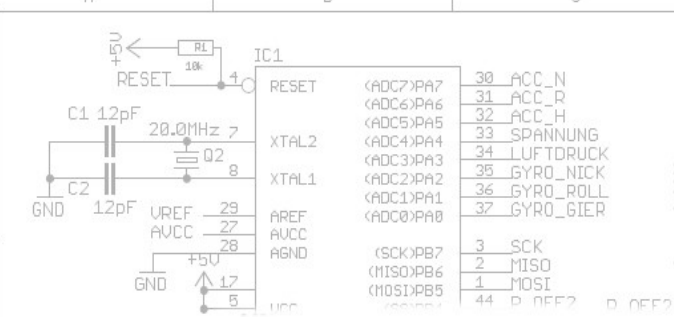 +5V
R1
10k
IC1
RESET 4 RESET (ADC7)PA7 30 ACC_N
(ADC6)PA6 31 ACC_R
(ADC5)PA5 32 ACC_H
C1 12pF
20.0MHz 7 XTAL2 (ADC4)PA4 33 SPANNUNG
(ADC3)PA3 34 LUFTDRUCK
Q2
8 XTAL1 (ADC2)PA2 35 GYRO_NICK
C2 (ADC1)PA1 36 GYRO_ROLL
GND 12pF
VREF 29 AREF (ADC0)PA0 37 GYRO_GIER
AVCC 27 AVCC
28 AGND (SCK)PB7 3 SCK
+5V
(MISO)PB6 2 MISO
GND 17 (MOSI)PB5 1 MOSI
5 VCC 44